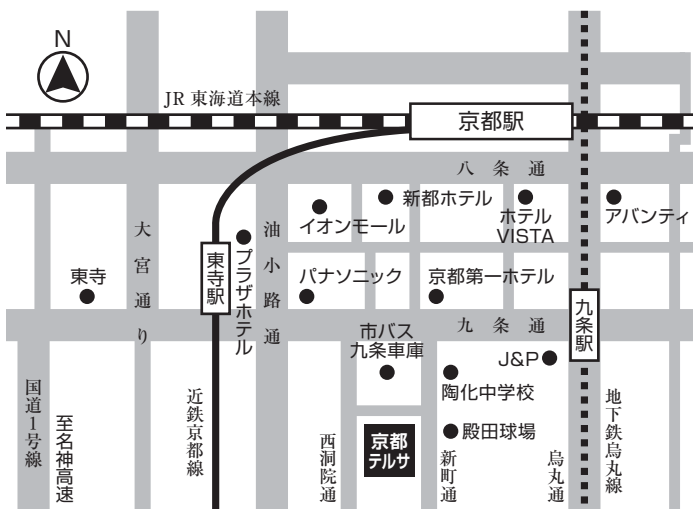 N
JR 東海道本線
京都駅
八条通
新都ホテル
イオンモール
ホテル
VISTA
アバンティ
大宮通り
油小路通
プラザホテル
東寺駅
東寺
パナソニック
京都第一ホテル
九条通
九条駅
市バス
九条車庫
J&P
陶化中学校
国道1号線
至名神高速
近鉄京都線
西洞院通
京都
テルサ
新町通
殿田球場
烏丸通
地下鉄烏丸線